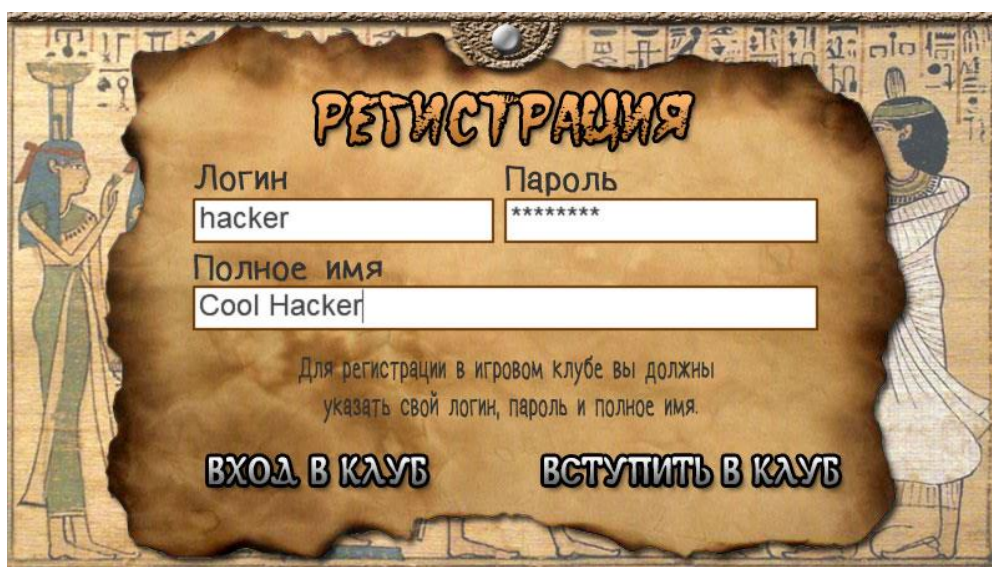 РЕГИСТРАЦИЯ
Логин Пароль
hacker ********
Полное имя
Cool Hacker
Для регистрации в игровом клубе вы должны
указать свой логин, пароль и полное имя.
ВХОД В КЛУБ ВСТУПИТЬ В КЛУБ